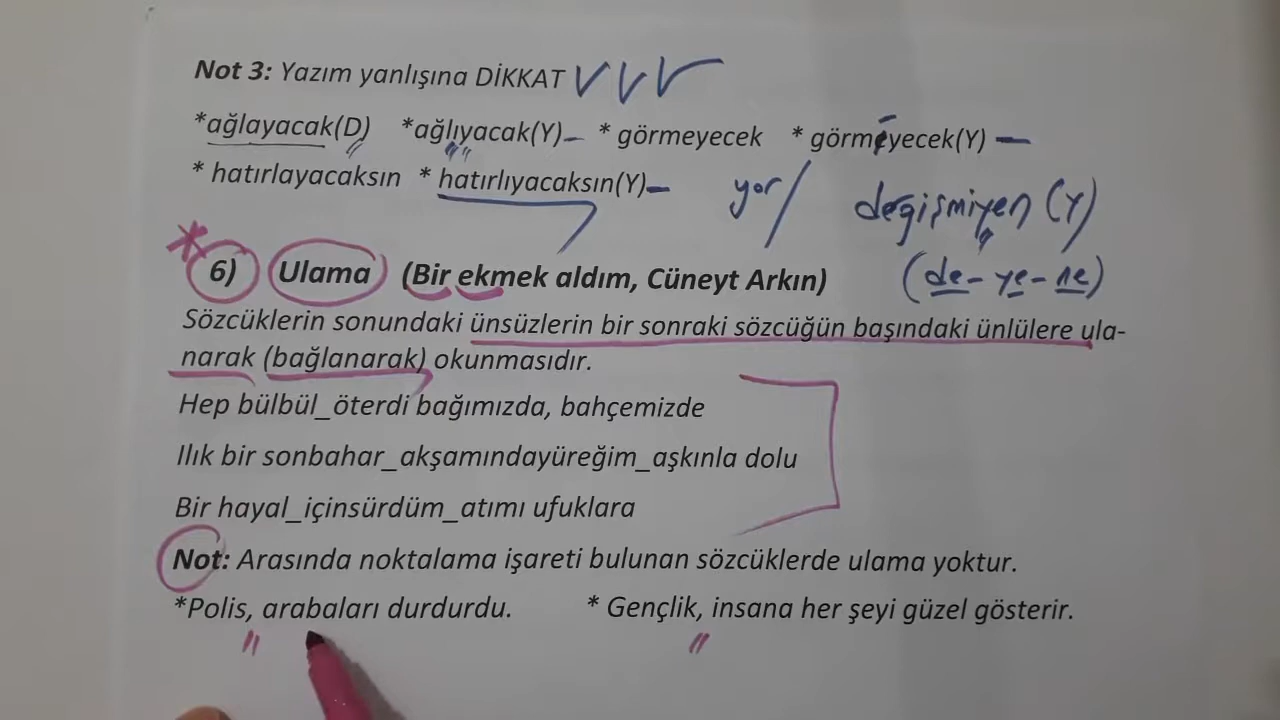 Not 3: Yazım yanlışına DİKKAT
*ağlayacak(D) *ağlıyacak(Y) * görmeyecek * görmiyecek(Y)
* hatırlayacaksın * hatırlıyacaksın(Y) yor/ değişmiyen (Y)
6) Ulama (Bir ekmek aldım, Cüneyt Arkın) (de-ye-ne)
Sözcüklerin sonundaki ünsüzlerin bir sonraki sözcüğün başındaki ünlülere ula-
narak (bağlanarak) okunmasıdır.
Hep bülbül_öterdi bağımızda, bahçemizde
Ilık bir sonbahar_akşamındayüreğim_aşkınla dolu
Bir hayal_içinsürdüm_atımı ufuklara
Not: Arasında noktalama işareti bulunan sözcüklerde ulama yoktur.
*Polis, arabaları durdurdu. * Gençlik, insana her şeyi güzel gösterir.